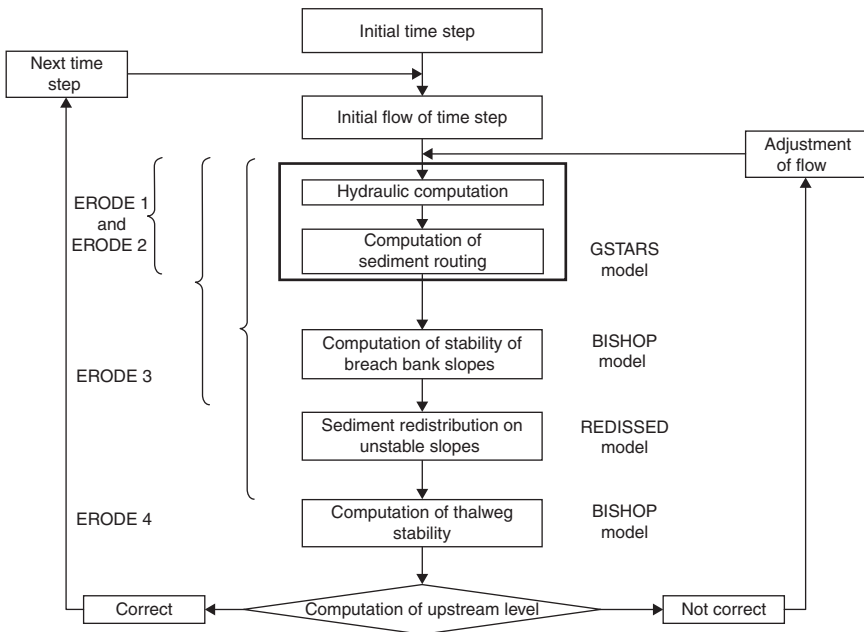 Initial time step
Next time
step
Initial flow of time step
Adjustment
of flow
Hydraulic computation
ERODE 1
and
ERODE 2
Computation of
sediment routing
GSTARS
model
Computation of stability of
breach bank slopes
BISHOP
model
ERODE 3
Sediment redistribution on
unstable slopes
REDISSED
model
ERODE 4
Computation of thalweg
stability
BISHOP
model
Correct
Computation of upstream level
Not correct